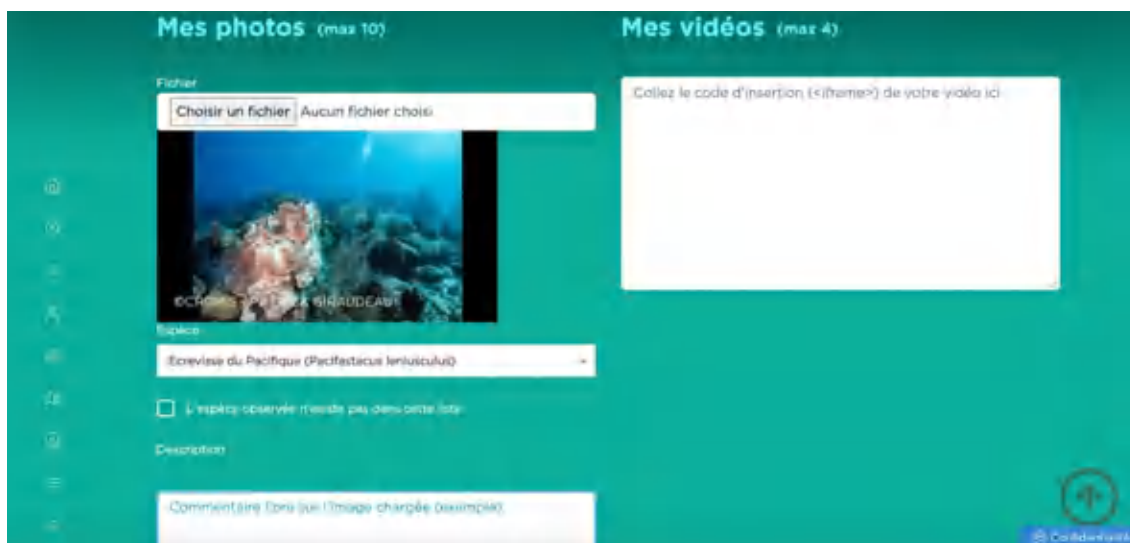 Mes photos (max 10)
Fichier
Choisir un fichier Aucun fichier choisi
Espèce
Ecrevisse du Pacifique (Pacifastacus leniusculus)
L'espèce observée n'existe pas dans cette liste
Description
Commentaire libre sur l'image chargée (exemple)
Mes vidéos (max 4)
Collez le code d'insertion (<iframe>) de votre vidéo ici